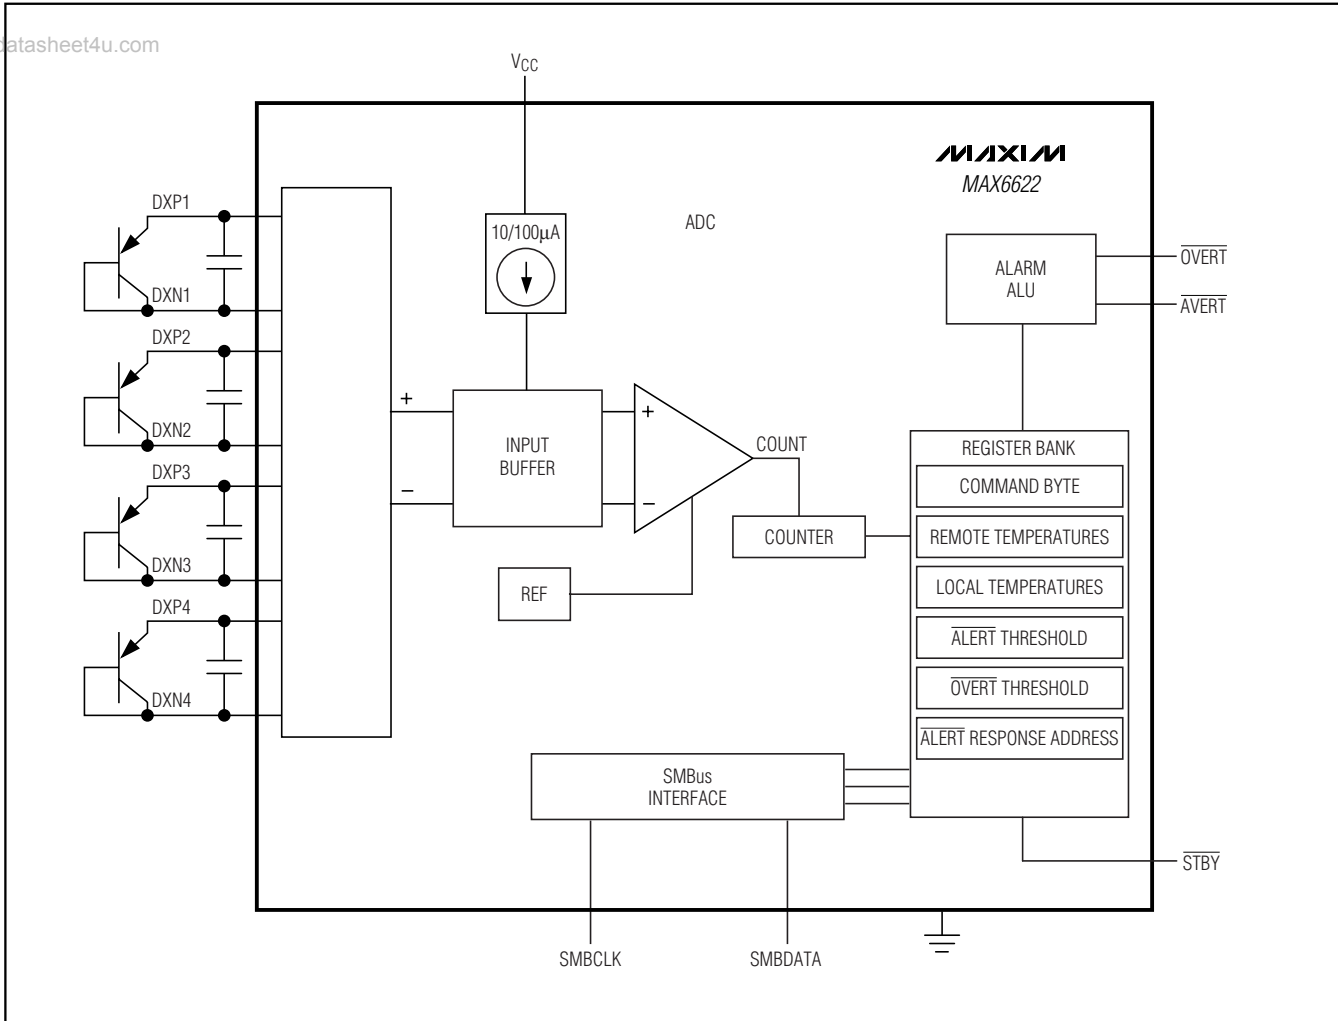 datasheet4u.com
VCC
MAXIM
MAX6622
DXP1
10/100µA
ADC
ALARM
ALU
OVERT
AVERT
DXN1
DXP2
DXN2
+
−
INPUT
BUFFER
+
−
COUNT
COUNTER
REF
REGISTER BANK
COMMAND BYTE
REMOTE TEMPERATURES
LOCAL TEMPERATURES
ALERT THRESHOLD
OVERT THRESHOLD
ALERT RESPONSE ADDRESS
DXP3
DXN3
DXP4
DXN4
SMBus
INTERFACE
STBY
SMBCLK
SMBDATA